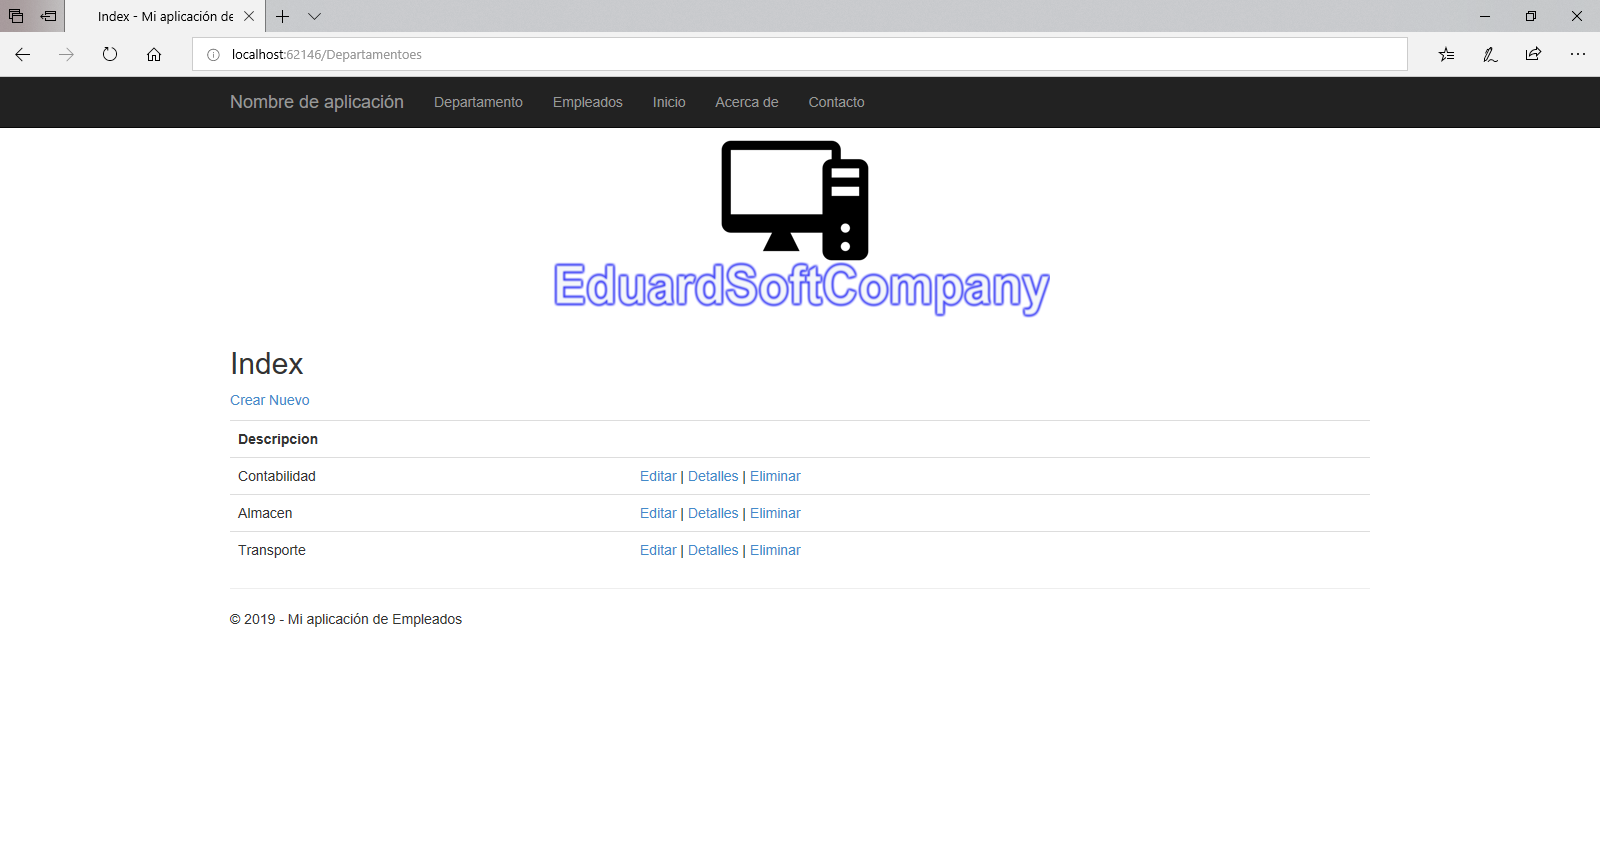 Index - Mi aplicación de
localhost:62146/Departamentoes
Nombre de aplicación Departamento Empleados Inicio Acerca de Contacto
EduardSoftCompany
Index
Crear Nuevo
Descripcion
Contabilidad Editar | Detalles | Eliminar
Almacen Editar | Detalles | Eliminar
Transporte Editar | Detalles | Eliminar
© 2019 - Mi aplicación de Empleados